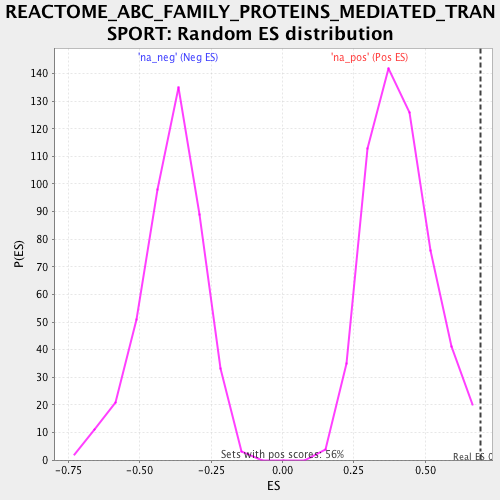 REACTOME_ABC_FAMILY_PROTEINS_MEDIATED_TRAN
SPORT: Random ES distribution
'na_neg' (Neg ES)
'na_pos' (Pos ES)
140
130
120
110
100
90
80
70
60
50
40
30
20
10
0
P(ES)
Sets with pos scores: 56%
Real ES 0
-0.75
-0.50
-0.25
0.00
0.25
0.50
ES